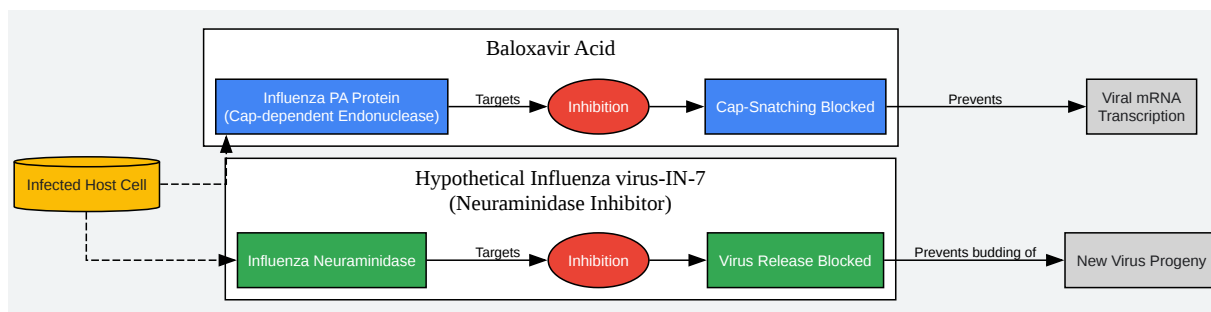 Baloxavir Acid
Influenza PA Protein
(Cap-dependent Endonuclease)
Targets
Inhibition
Cap-Snatching Blocked
Prevents
Viral mRNA
Transcription
Infected Host Cell
Hypothetical Influenza virus-IN-7
(Neuraminidase Inhibitor)
Influenza Neuraminidase
Targets
Inhibition
Virus Release Blocked
Prevents budding of
New Virus Progeny